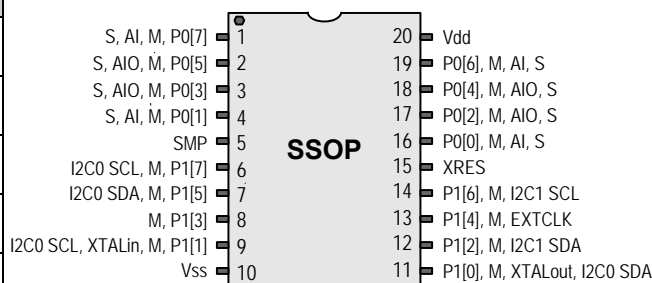 S, AI, M, P0[7] 1 20 Vdd
S, AIO, M, P0[5] 2 19 P0[6], M, AI, S
S, AIO, M, P0[3] 3 18 P0[4], M, AIO, S
S, AI, M, P0[1] 4 17 P0[2], M, AIO, S
SMP 5 SSOP 16 P0[0], M, AI, S
I2C0 SCL, M, P1[7] 6 15 XRES
I2C0 SDA, M, P1[5] 7 14 P1[6], M, I2C1 SCL
M, P1[3] 8 13 P1[4], M, EXTCLK
I2C0 SCL, XTALin, M, P1[1] 9 12 P1[2], M, I2C1 SDA
Vss 10 11 P1[0], M, XTALout, I2C0 SDA